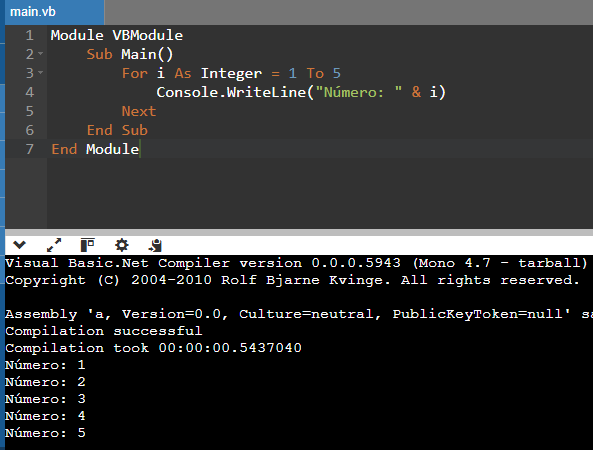 main.vb
1 Module VBModule
2     Sub Main()
3         For i As Integer = 1 To 5
4             Console.WriteLine("Número: " & i)
5         Next
6     End Sub
7 End Module
Visual Basic.Net Compiler version 0.0.0.5943 (Mono 4.7 - tarball)
Copyright (C) 2004-2010 Rolf Bjarne Kvinge. All rights reserved.
Assembly 'a, Version=0.0, Culture=neutral, PublicKeyToken=null' sa
Compilation successful
Compilation took 00:00:00.5437040
Número: 1
Número: 2
Número: 3
Número: 4
Número: 5